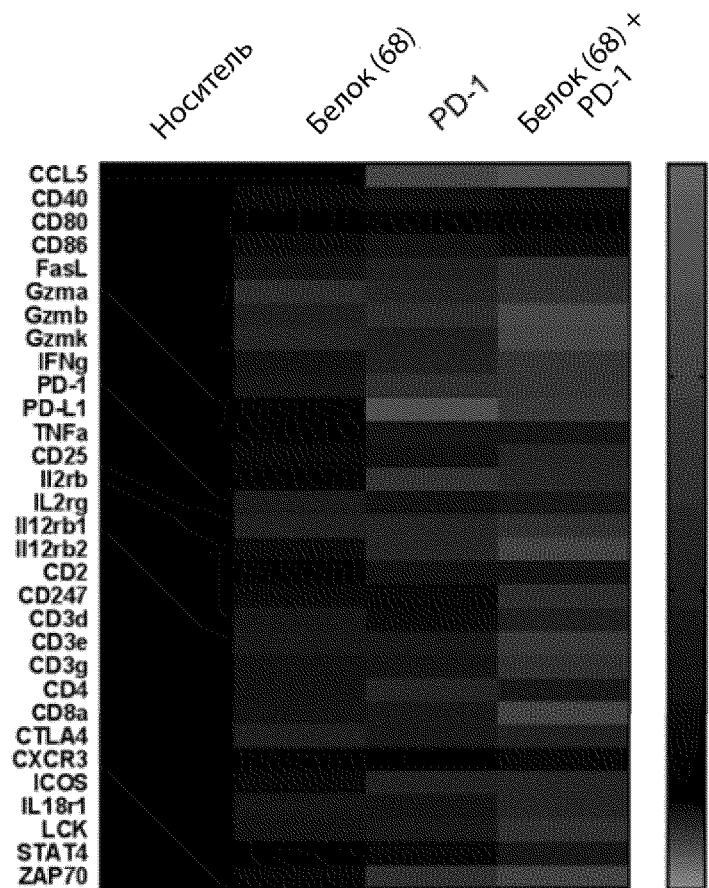 Носитель
Белок (68)
PD-1
Белок (68) +
PD-1
CCL5
CD40
CD80
CD86
FasL
Gzma
Gzmb
Gzmk
IFNg
PD-1
PD-L1
TNFa
CD25
Il2rb
IL2rg
Il12rb1
Il12rb2
CD2
CD247
CD3d
CD3e
CD3g
CD4
CD8a
CTLA4
CXCR3
ICOS
IL18r1
LCK
STAT4
ZAP70